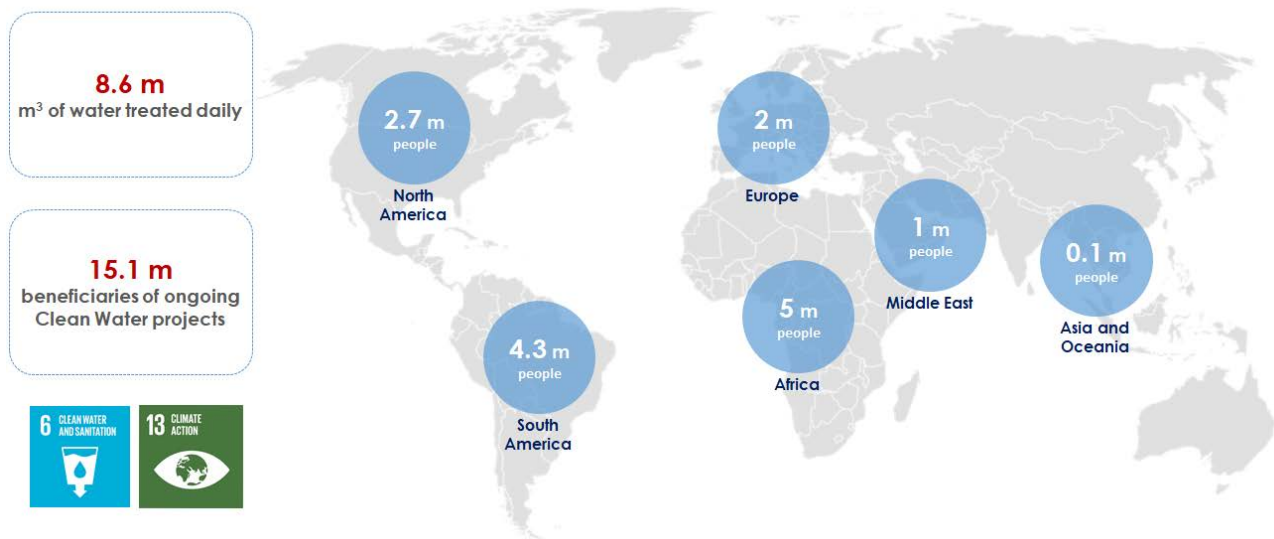 8.6 m
m³ of water treated daily
15.1 m
beneficiaries of ongoing
Clean Water projects
6 CLEAN WATER
AND SANITATION
13 CLIMATE
ACTION
2.7 m
people
North
America
4.3 m
people
South
America
2 m
people
Europe
5 m
people
Africa
1 m
people
Middle East
0.1 m
people
Asia and
Oceania